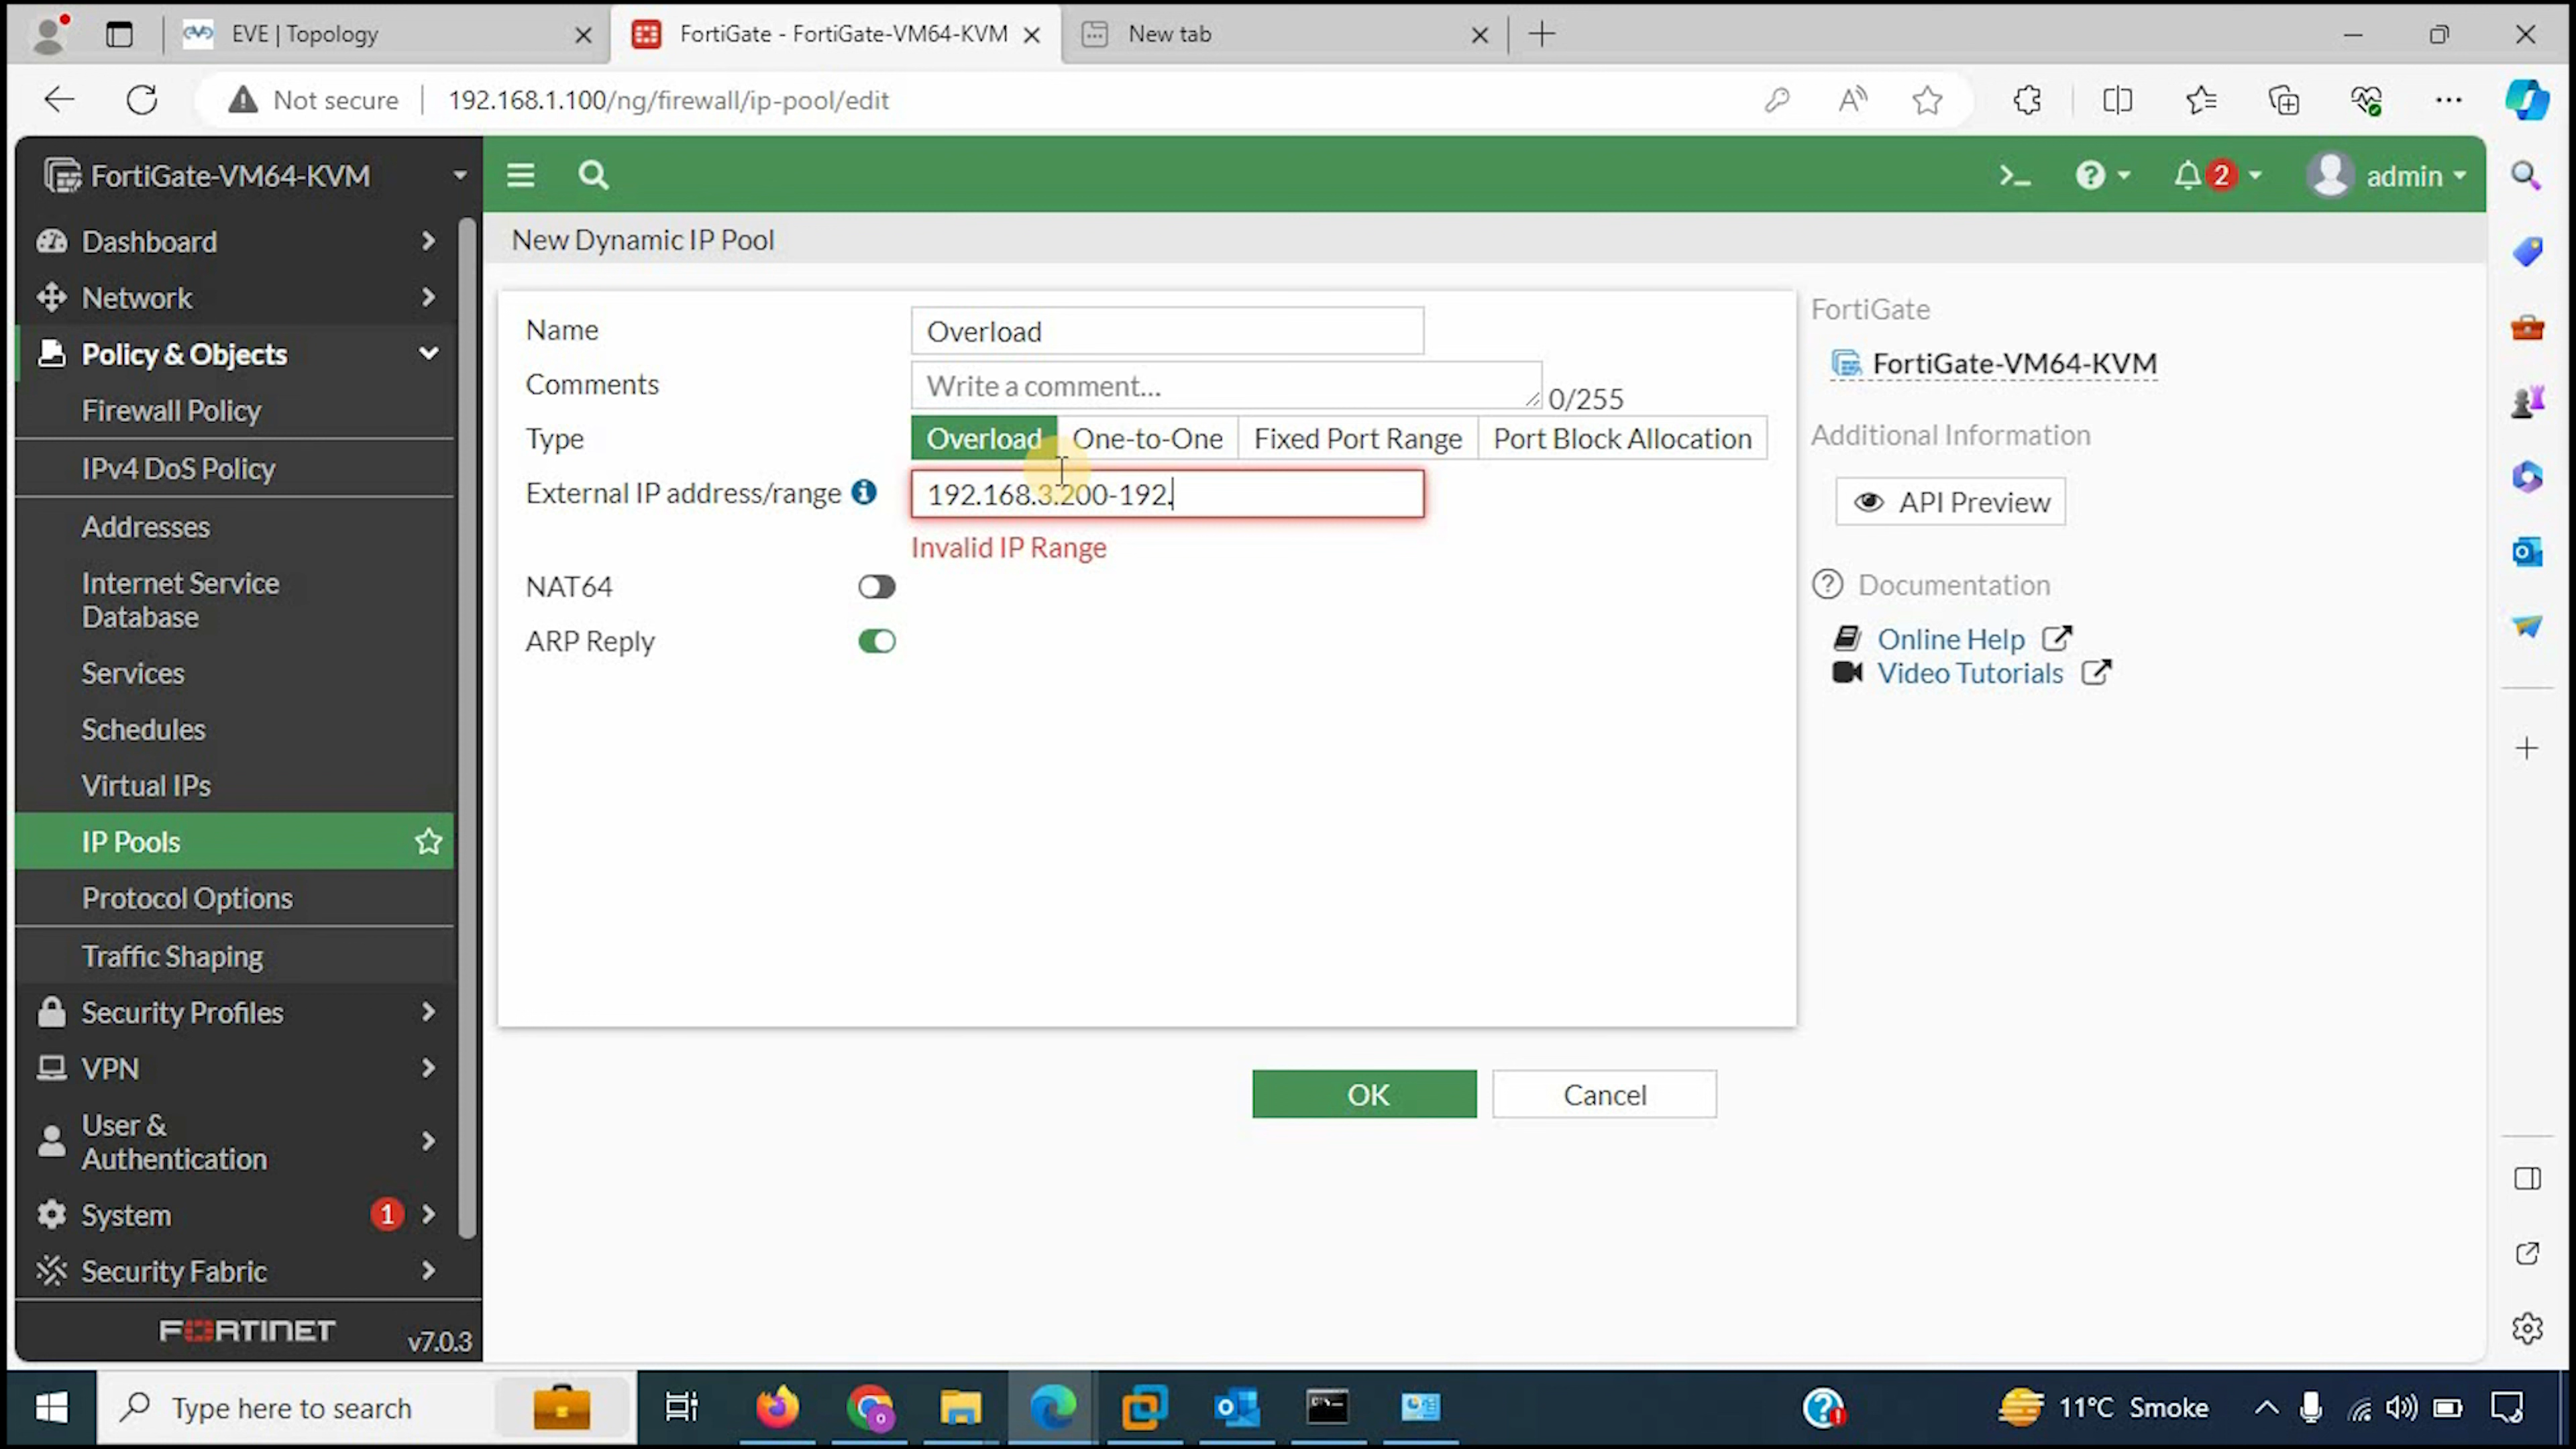 EVE | Topology
FortiGate - FortiGate-VM64-KVM
New tab
Not secure
192.168.1.100/ng/firewall/ip-pool/edit
FortiGate-VM64-KVM
2
admin
Dashboard
Network
Policy & Objects
Firewall Policy
IPv4 DoS Policy
Addresses
Internet Service
Database
Services
Schedules
Virtual IPs
IP Pools
Protocol Options
Traffic Shaping
Security Profiles
VPN
User &
Authentication
System
1
Security Fabric
FORTINET
v7.0.3
New Dynamic IP Pool
Name
Overload
Comments
Write a comment...
0/255
Type
Overload
One-to-One
Fixed Port Range
Port Block Allocation
External IP address/range
192.168.3.200-192.
Invalid IP Range
NAT64
ARP Reply
OK
Cancel
FortiGate
FortiGate-VM64-KVM
Additional Information
API Preview
Documentation
Online Help
Video Tutorials
Type here to search
11°C Smoke